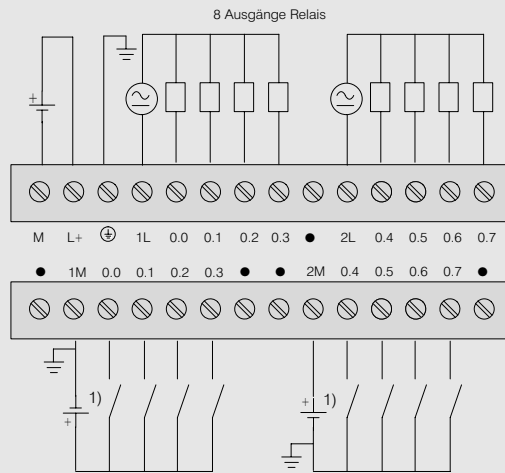 8 Ausgänge Relais
+
M L+ 1L 0.0 0.1 0.2 0.3 ● 2L 0.4 0.5 0.6 0.7
● 1M 0.0 0.1 0.2 0.3 ● ● 2M 0.4 0.5 0.6 0.7 ●
1) + 1)
+